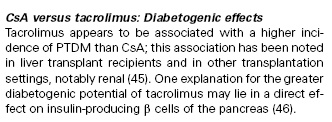 CsA versus tacrolimus: Diabetogenic effects
Tacrolimus appears to be associated with a higher inci-
dence of PTDM than CsA; this association has been noted
in liver transplant recipients and in other transplantation
settings, notably renal (45). One explanation for the greater
diabetogenic potential of tacrolimus may lie in a direct ef-
fect on insulin-producing β cells of the pancreas (46).